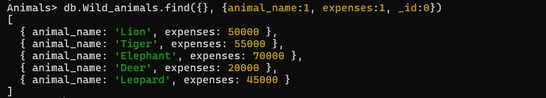 Animals> db.Wild_animals.find({}, {animal_name:1, expenses:1, _id:0})
[
  { animal_name: 'Lion', expenses: 50000 },
  { animal_name: 'Tiger', expenses: 55000 },
  { animal_name: 'Elephant', expenses: 70000 },
  { animal_name: 'Deer', expenses: 20000 },
  { animal_name: 'Leopard', expenses: 45000 }
]